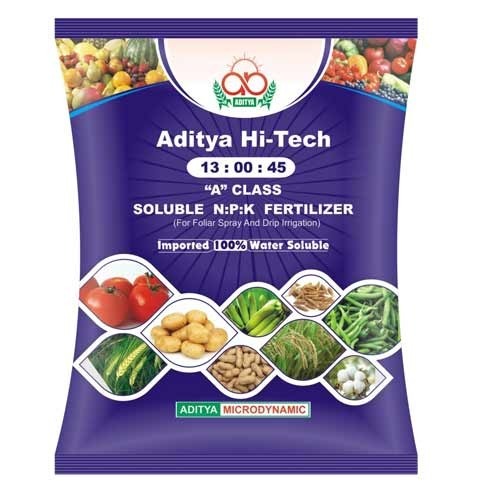 ADITYA
Aditya Hi-Tech
13 : 00 : 45
“A” CLASS
SOLUBLE N:P:K FERTILIZER
(For Foliar Spray And Drip Irrigation)
Imported 100% Water Soluble
ADITYA MICRODYNAMIC